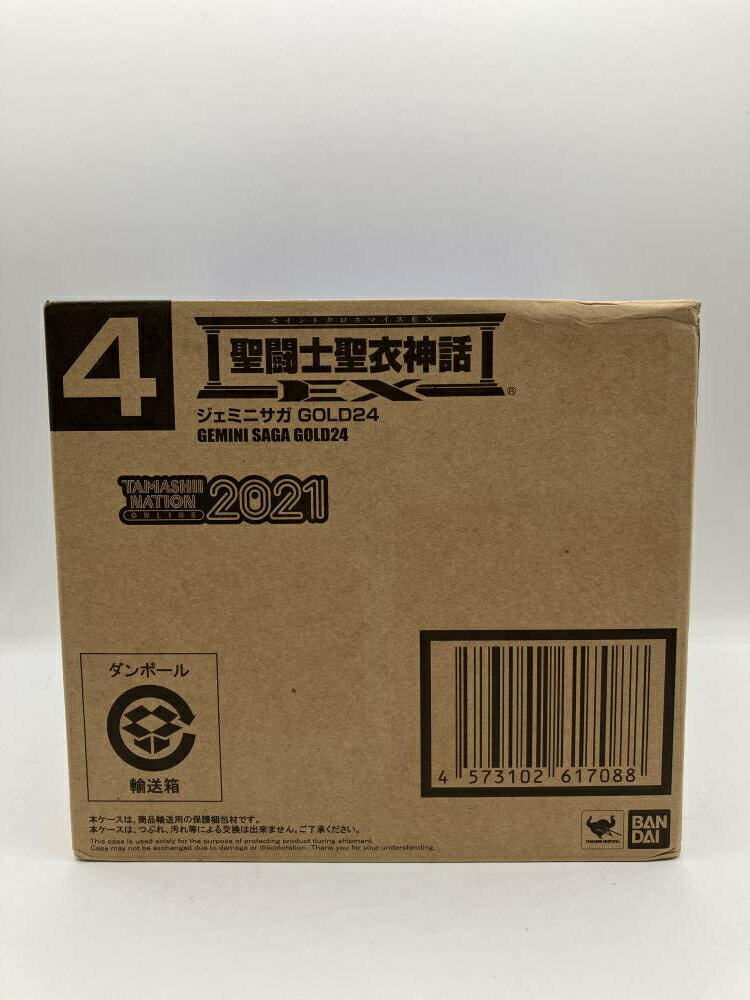 4
セイントクロスマイスEX
聖闘士聖衣神話
EX®
ジェミニサガ GOLD24
GEMINI SAGA GOLD24
TAMASHII
NATION
ONLINE
2021
ダンボール
輸送箱
4 573102 617088
本ケースは、商品輸送用の保護梱包材です。
本ケースは、つぶれ、汚れ等による交換は出来ません。ご了承ください。
This case is used solely for the purpose of protecting product during shipment.
Case may not be exchanged due to damage or discoloration. Thank you for your understanding.
TAMASHII NATIONS
BAN
DAI